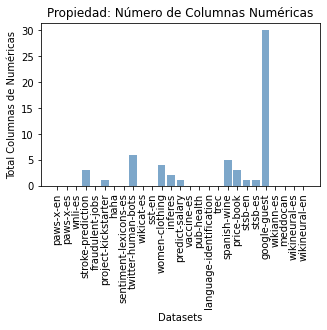 Propiedad: Número de Columnas Numéricas
Total Columnas de Numéricas
30
25
20
15
10
5
0
paws-x-en
paws-x-es
wnli-es
stroke-prediction
fraudulent-jobs
project-kickstarter
haha
sentiment-lexicons-es
twitter-human-bots
wikicat-es
sst-en
women-clothing
inferes
predict-salary
vaccine-es
pub-health
language-identification
trec
spanish-wine
price-book
stsb-en
stsb-es
google-guest
wikiann-es
meddocan
wikineural-es
wikineural-en
Datasets